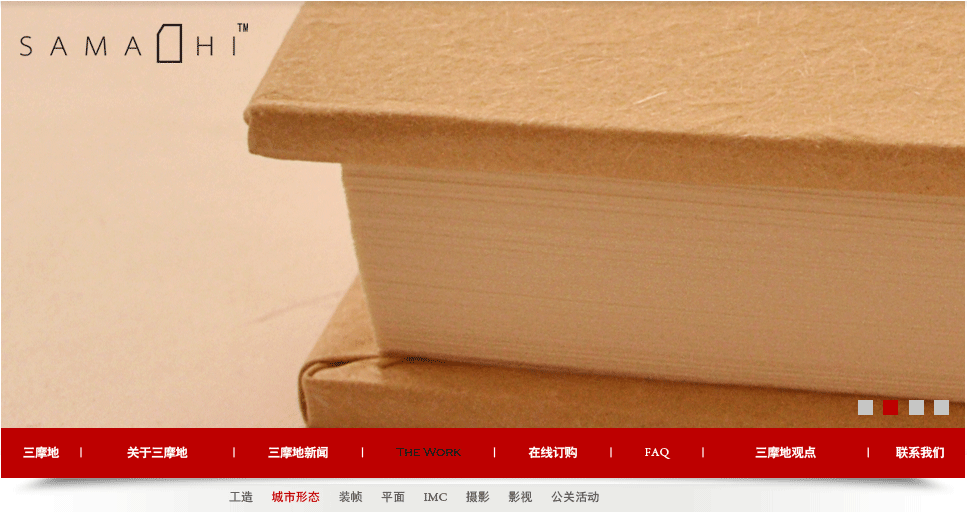 SAMADHI™
三摩地 | 关于三摩地 | 三摩地新闻 | THE WORK | 在线订购 | FAQ | 三摩地观点 | 联系我们
工造 城市形态 装帧 平面 IMC 摄影 影视 公关活动